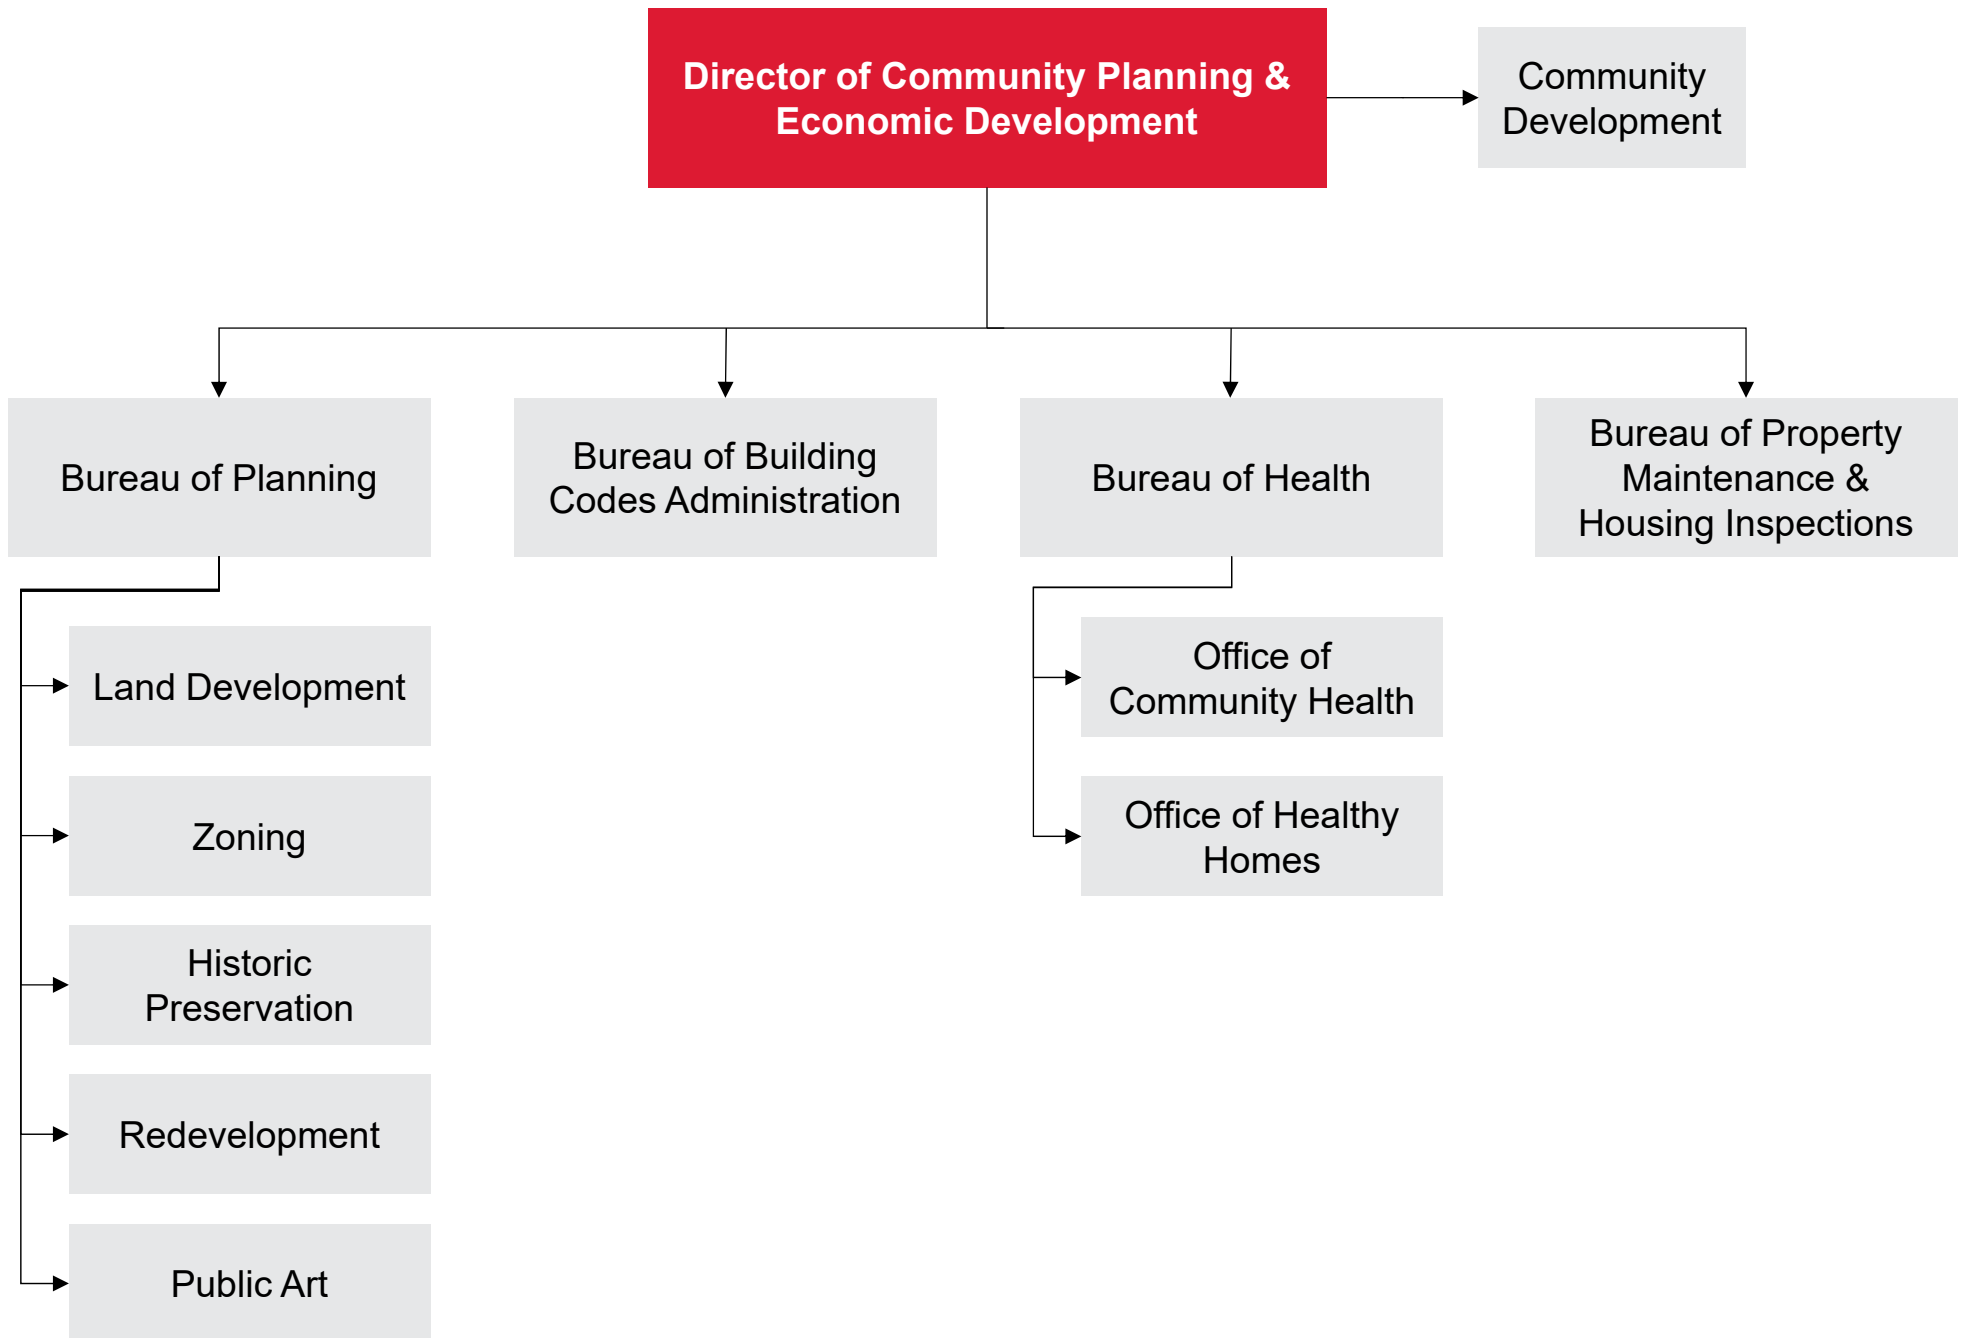 Director of Community Planning &
Economic Development
Community
Development
Bureau of Planning
Bureau of Building
Codes Administration
Bureau of Health
Bureau of Property
Maintenance &
Housing Inspections
Land Development
Zoning
Historic
Preservation
Redevelopment
Public Art
Office of
Community Health
Office of Healthy
Homes